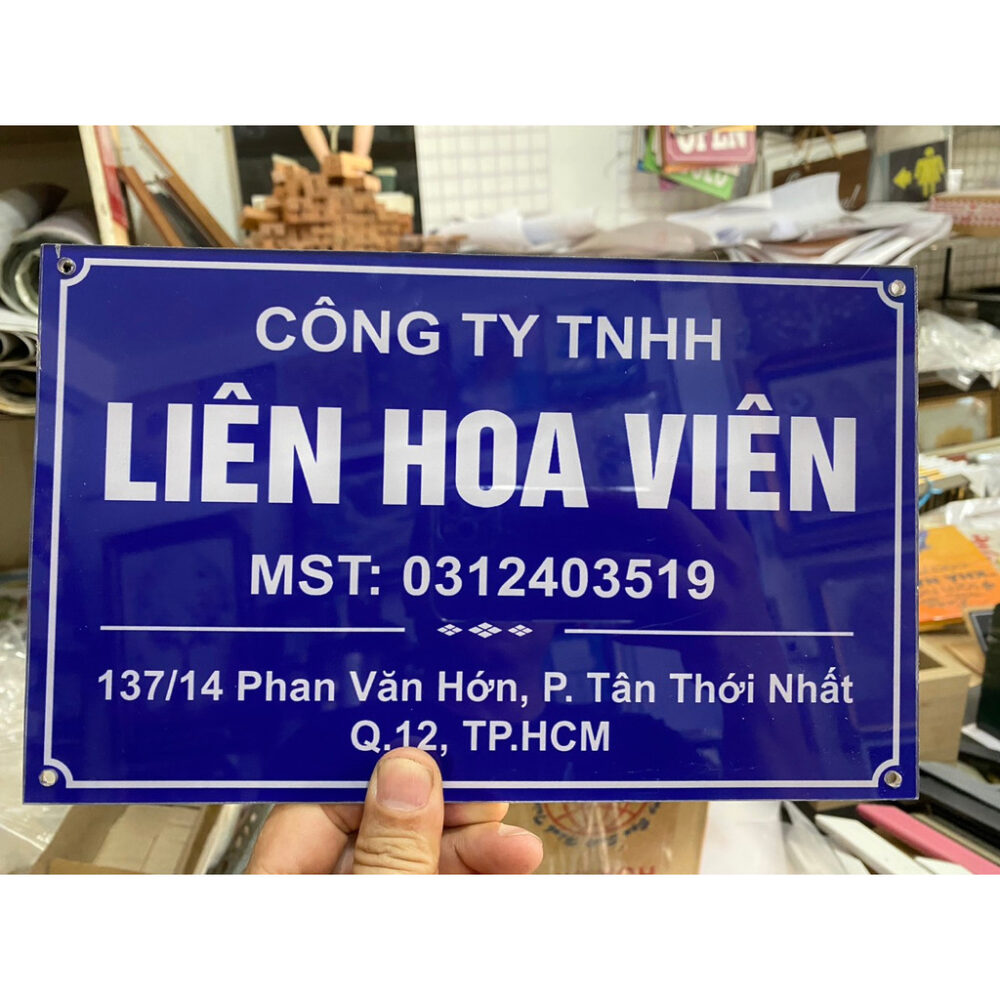 OPEN
CÔNG TY TNHH
LIÊN HOA VIÊN
MST: 0312403519
137/14 Phan Văn Hớn, P. Tân Thới Nhất
Q.12, TP.HCM